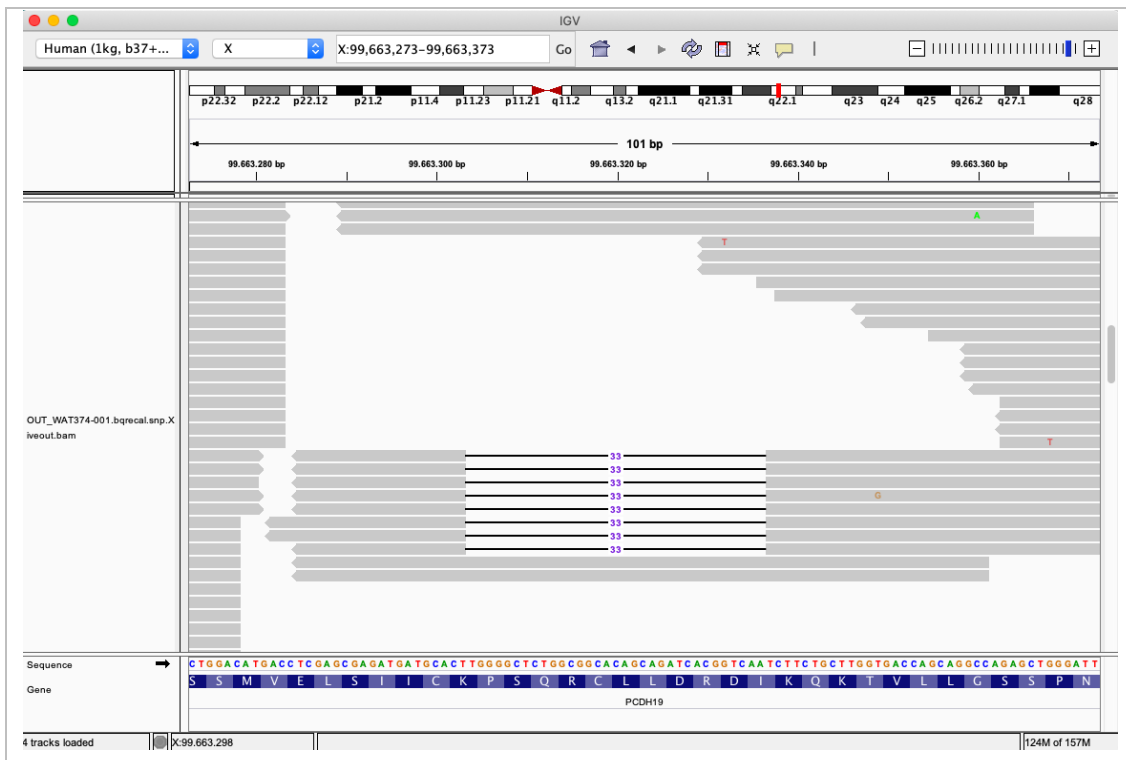 IGV
Human (1kg, b37+... X X:99,663,273-99,663,373 Go
p22.32 p22.2 p22.12 p21.2 p11.4 p11.23 p11.21 q11.2 q13.2 q21.1 q21.31 q22.1 q23 q24 q25 q26.2 q27.1 q28
101 bp
99.663.280 bp 99.663.300 bp 99.663.320 bp 99.663.340 bp 99.663.360 bp
A
T
OUT_WAT374-001.bqrecal.snp.X
iveout.bam
T
33
33
33
33 G
33
33
33
33
Sequence CTGGACATGACCTCGAGCGAGATGATGCACTTGGGGCTCTGGCGGCACAGCAGATCACGGTCAATCTTCTGCTTGGTGACCAGCAGGCCAGAGCTGGGATT
Gene S S M V E L S I I C K P S Q R C L L D R D I K Q K T V L L G S S P N
PCDH19
4 tracks loaded X:99.663.298 124M of 157M